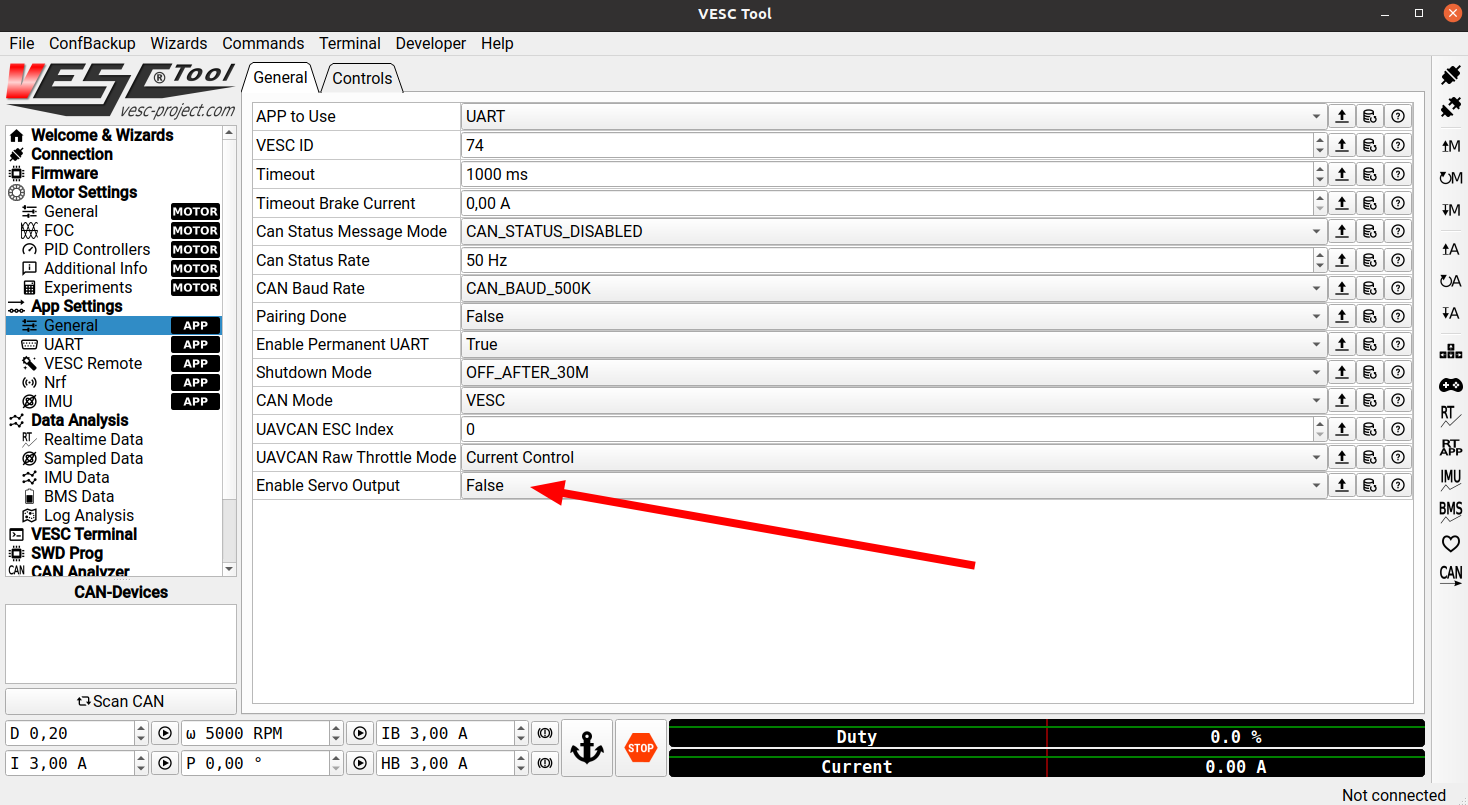 VESC Tool
File ConfBackup Wizards Commands Terminal Developer Help
VESC® Tool
vesc-project.com
General Controls
Welcome & Wizards
Connection
Firmware
Motor Settings
General MOTOR
FOC MOTOR
PID Controllers MOTOR
Additional Info MOTOR
Experiments MOTOR
App Settings
General APP
UART APP
VESC Remote APP
Nrf APP
IMU APP
Data Analysis
RT Realtime Data
Sampled Data
IMU Data
BMS Data
Log Analysis
VESC Terminal
SWD Prog
CAN CAN Analyzer
CAN-Devices
Scan CAN
APP to Use UART
VESC ID 74
Timeout 1000 ms
Timeout Brake Current 0,00 A
Can Status Message Mode CAN_STATUS_DISABLED
Can Status Rate 50 Hz
CAN Baud Rate CAN_BAUD_500K
Pairing Done False
Enable Permanent UART True
Shutdown Mode OFF_AFTER_30M
CAN Mode VESC
UAVCAN ESC Index 0
UAVCAN Raw Throttle Mode Current Control
Enable Servo Output False
M
M
M
A
A
A
RT
RT
APP
IMU
BMS
CAN
D 0,20 ω 5000 RPM IB 3,00 A
I 3,00 A P 0,00 ° HB 3,00 A
STOP
Duty 0.0 %
Current 0.00 A
Not connected